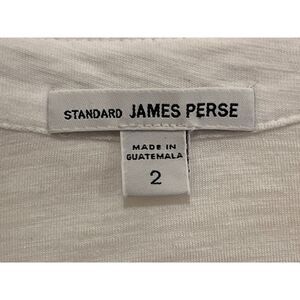 STANDARD JAMES PERSE
MADE IN
GUATEMALA
2